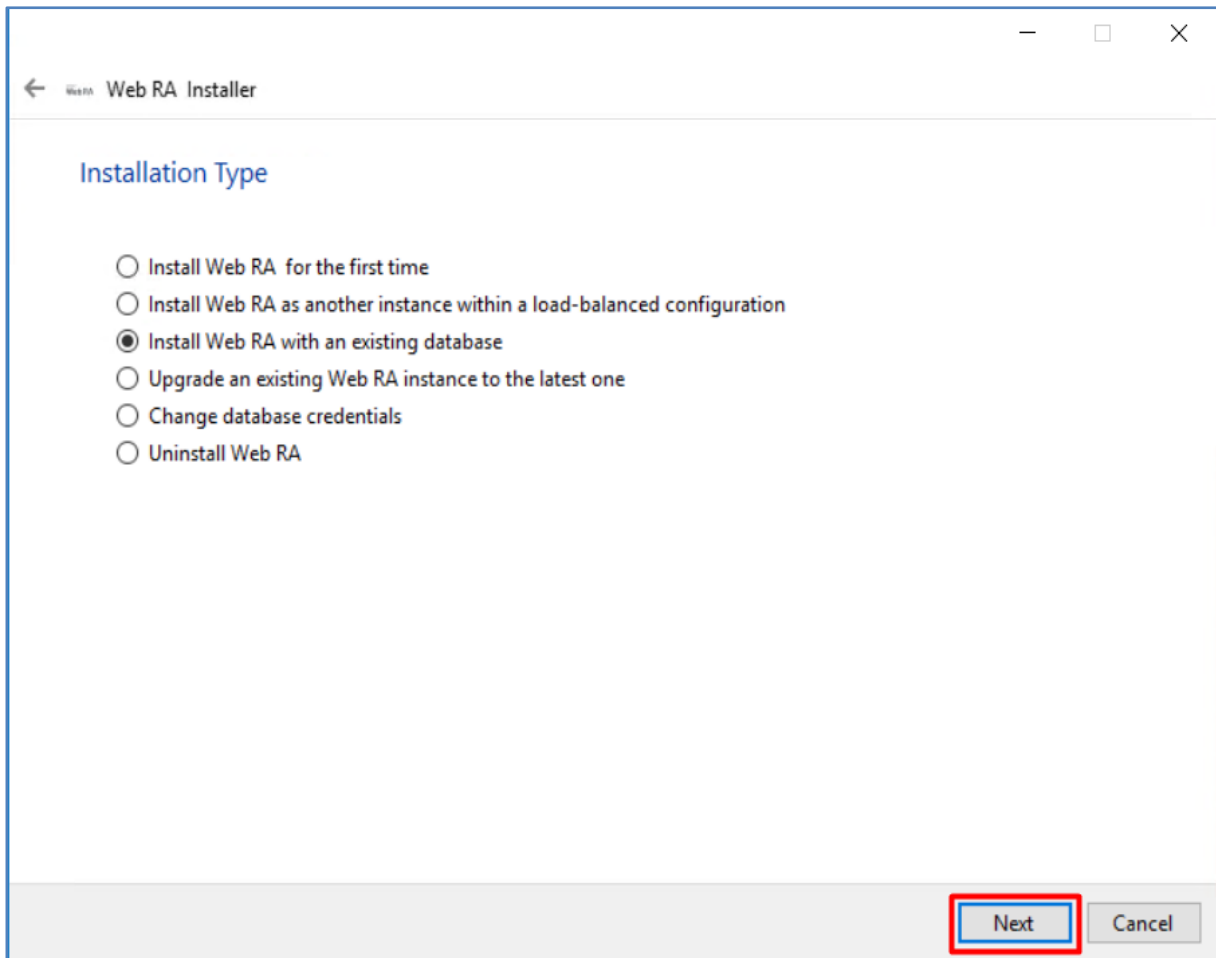 Web RA Installer
Installation Type
Install Web RA for the first time
Install Web RA as another instance within a load-balanced configuration
Install Web RA with an existing database
Upgrade an existing Web RA instance to the latest one
Change database credentials
Uninstall Web RA
Next Cancel